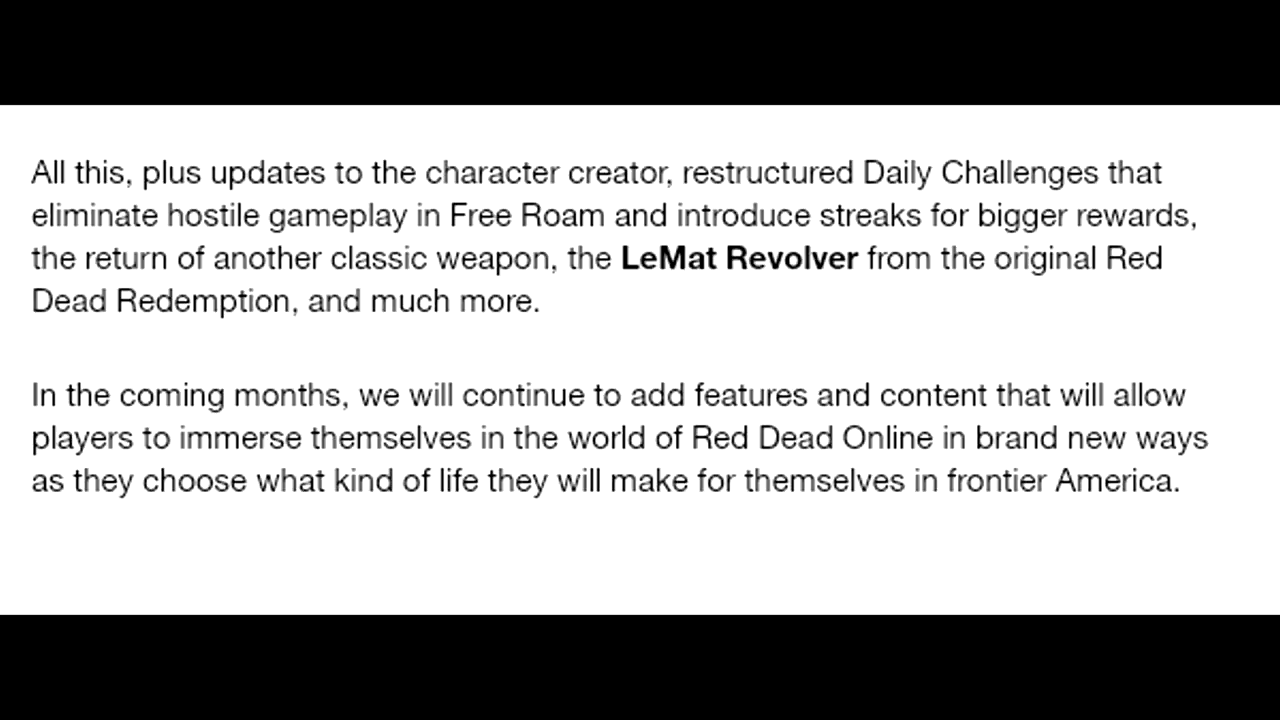 All this, plus updates to the character creator, restructured Daily Challenges that
eliminate hostile gameplay in Free Roam and introduce streaks for bigger rewards,
the return of another classic weapon, the LeMat Revolver from the original Red
Dead Redemption, and much more.
In the coming months, we will continue to add features and content that will allow
players to immerse themselves in the world of Red Dead Online in brand new ways
as they choose what kind of life they will make for themselves in frontier America.